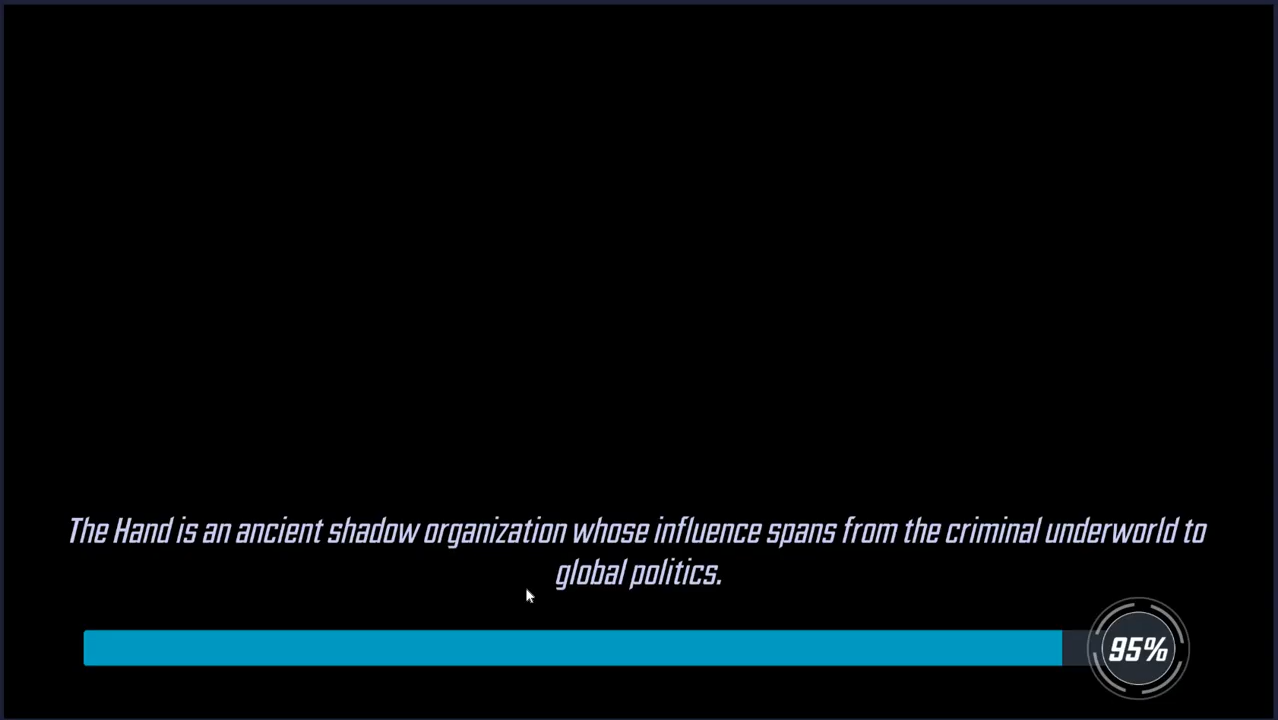 The Hand is an ancient shadow organization whose influence spans from the criminal underworld to
global politics.
95%